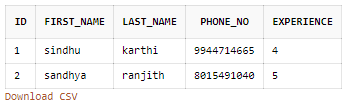 ID FIRST_NAME LAST_NAME PHONE_NO EXPERIENCE
1 sindhu karthi 9944714665 4
2 sandhya ranjith 8015491040 5
Download CSV